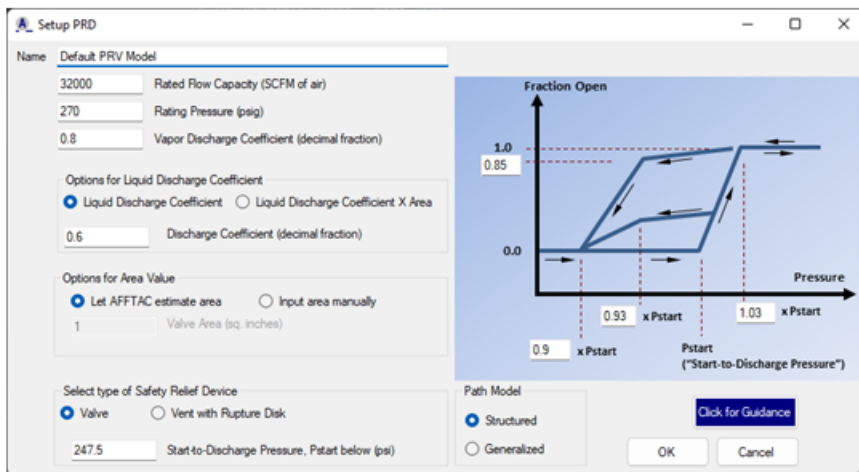 Setup PRD
Name Default PRV Model
32000 Rated Flow Capacity (SCFM of air)
270 Rating Pressure (psig)
0.8 Vapor Discharge Coefficient (decimal fraction)
Options for Liquid Discharge Coefficient
Liquid Discharge Coefficient Liquid Discharge Coefficient X Area
0.6 Discharge Coefficient (decimal fraction)
Options for Area Value
Let AFFTAC estimate area Input area manually
1 Valve Area (sq. inches)
Select type of Safety Relief Device
Valve Vent with Rupture Disk
247.5 Start-to-Discharge Pressure, Pstart below (psi)
Fraction Open
1.0
0.85
0.0
Pressure
0.93 x Pstart
1.03 x Pstart
0.9 x Pstart
Pstart
("Start-to-Discharge Pressure")
Path Model
Structured
Generalized
Click for Guidance
OK Cancel